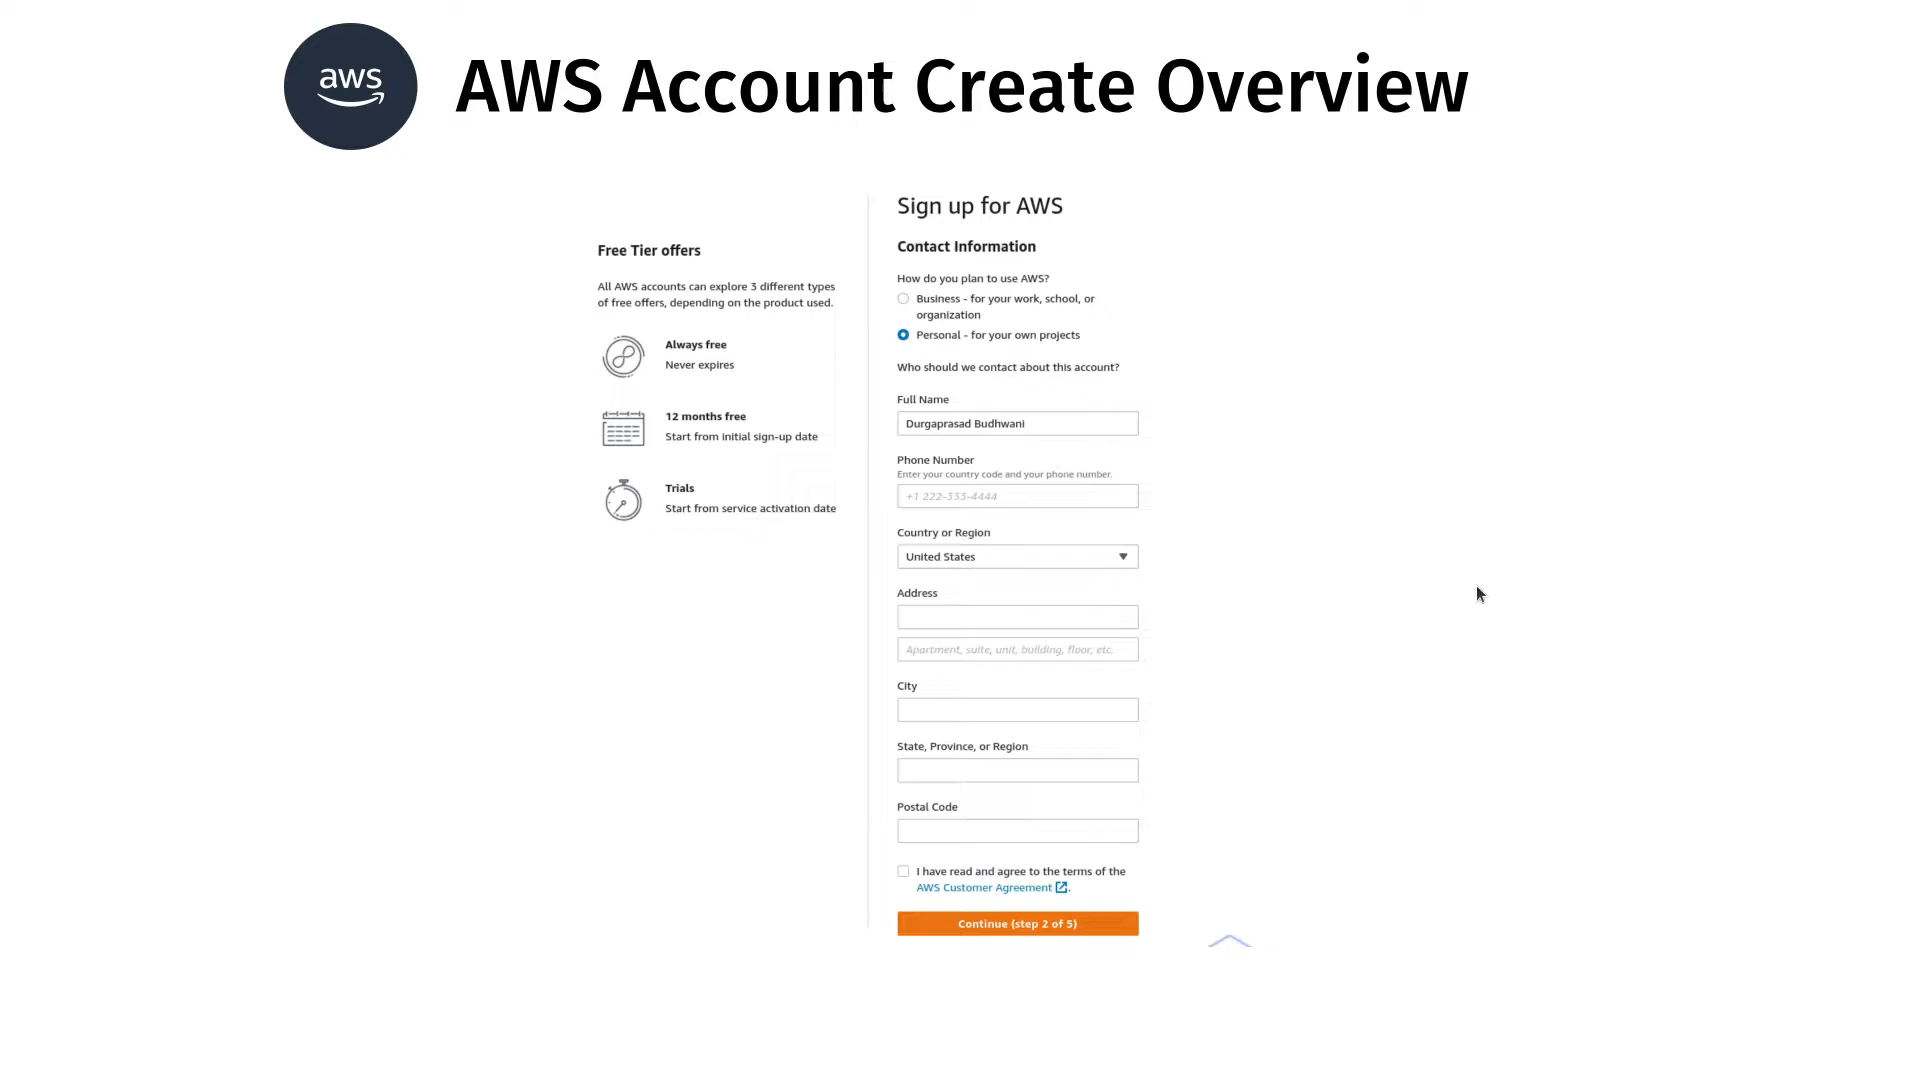 aws
AWS Account Create Overview
Free Tier offers
All AWS accounts can explore 3 different types
of free offers, depending on the product used.
Always free
Never expires
12 months free
Start from initial sign-up date
Trials
Start from service activation date
Sign up for AWS
Contact Information
How do you plan to use AWS?
Business - for your work, school, or
organization
Personal - for your own projects
Who should we contact about this account?
Full Name
Durgaprasad Budhwani
Phone Number
Enter your country code and your phone number.
+1 222-333-4444
Country or Region
United States
Address
Apartment, suite, unit, building, floor, etc.
City
State, Province, or Region
Postal Code
I have read and agree to the terms of the
AWS Customer Agreement.
Continue (step 2 of 5)